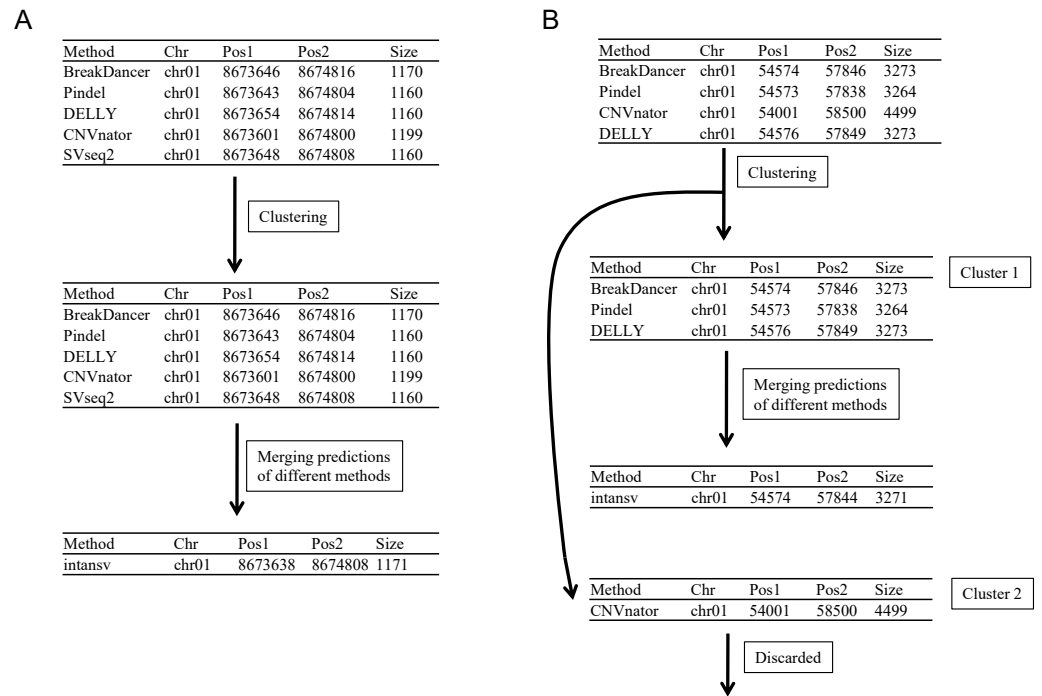 A
Method Chr Pos1 Pos2 Size
BreakDancer chr01 8673646 8674816 1170
Pindel chr01 8673643 8674804 1160
DELLY chr01 8673654 8674814 1160
CNVnator chr01 8673601 8674800 1199
SVseq2 chr01 8673648 8674808 1160
Clustering
Method Chr Pos1 Pos2 Size
BreakDancer chr01 8673646 8674816 1170
Pindel chr01 8673643 8674804 1160
DELLY chr01 8673654 8674814 1160
CNVnator chr01 8673601 8674800 1199
SVseq2 chr01 8673648 8674808 1160
Merging predictions
of different methods
Method Chr Pos1 Pos2 Size
intansv chr01 8673638 8674808 1171
B
Method Chr Pos1 Pos2 Size
BreakDancer chr01 54574 57846 3273
Pindel chr01 54573 57838 3264
CNVnator chr01 54001 58500 4499
DELLY chr01 54576 57849 3273
Clustering
Cluster 1
Method Chr Pos1 Pos2 Size
BreakDancer chr01 54574 57846 3273
Pindel chr01 54573 57838 3264
DELLY chr01 54576 57849 3273
Merging predictions
of different methods
Method Chr Pos1 Pos2 Size
intansv chr01 54574 57844 3271
Cluster 2
Method Chr Pos1 Pos2 Size
CNVnator chr01 54001 58500 4499
Discarded